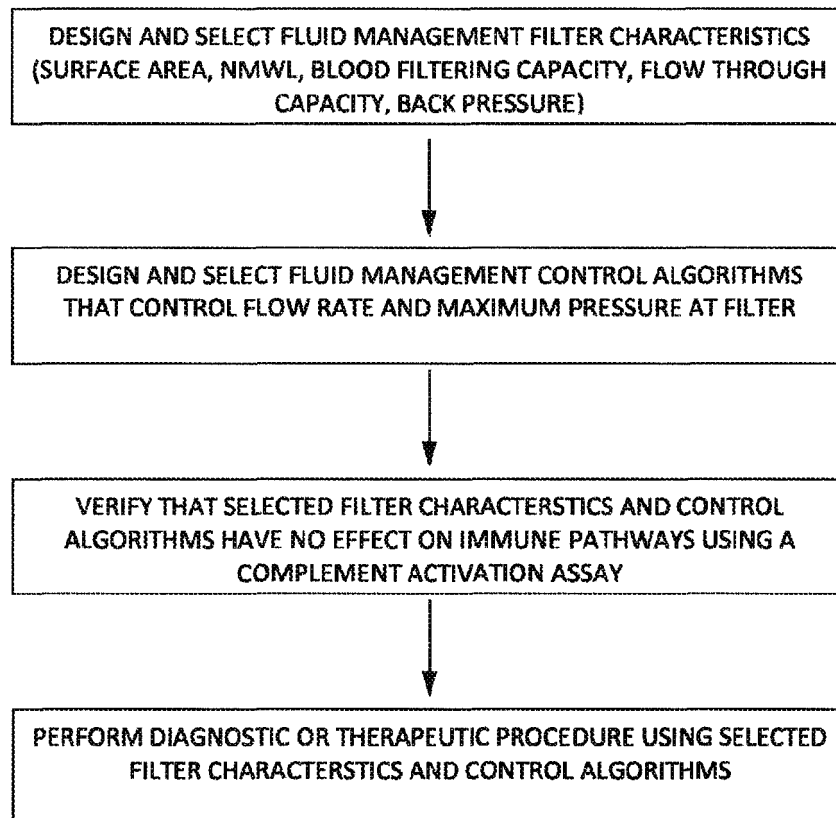 DESIGN AND SELECT FLUID MANAGEMENT FILTER CHARACTERISTICS
(SURFACE AREA, NMWL, BLOOD FILTERING CAPACITY, FLOW THROUGH
CAPACITY, BACK PRESSURE)
DESIGN AND SELECT FLUID MANAGEMENT CONTROL ALGORITHMS
THAT CONTROL FLOW RATE AND MAXIMUM PRESSURE AT FILTER
VERIFY THAT SELECTED FILTER CHARACTERSTICS AND CONTROL
ALGORITHMS HAVE NO EFFECT ON IMMUNE PATHWAYS USING A
COMPLEMENT ACTIVATION ASSAY
PERFORM DIAGNOSTIC OR THERAPEUTIC PROCEDURE USING SELECTED
FILTER CHARACTERSTICS AND CONTROL ALGORITHMS